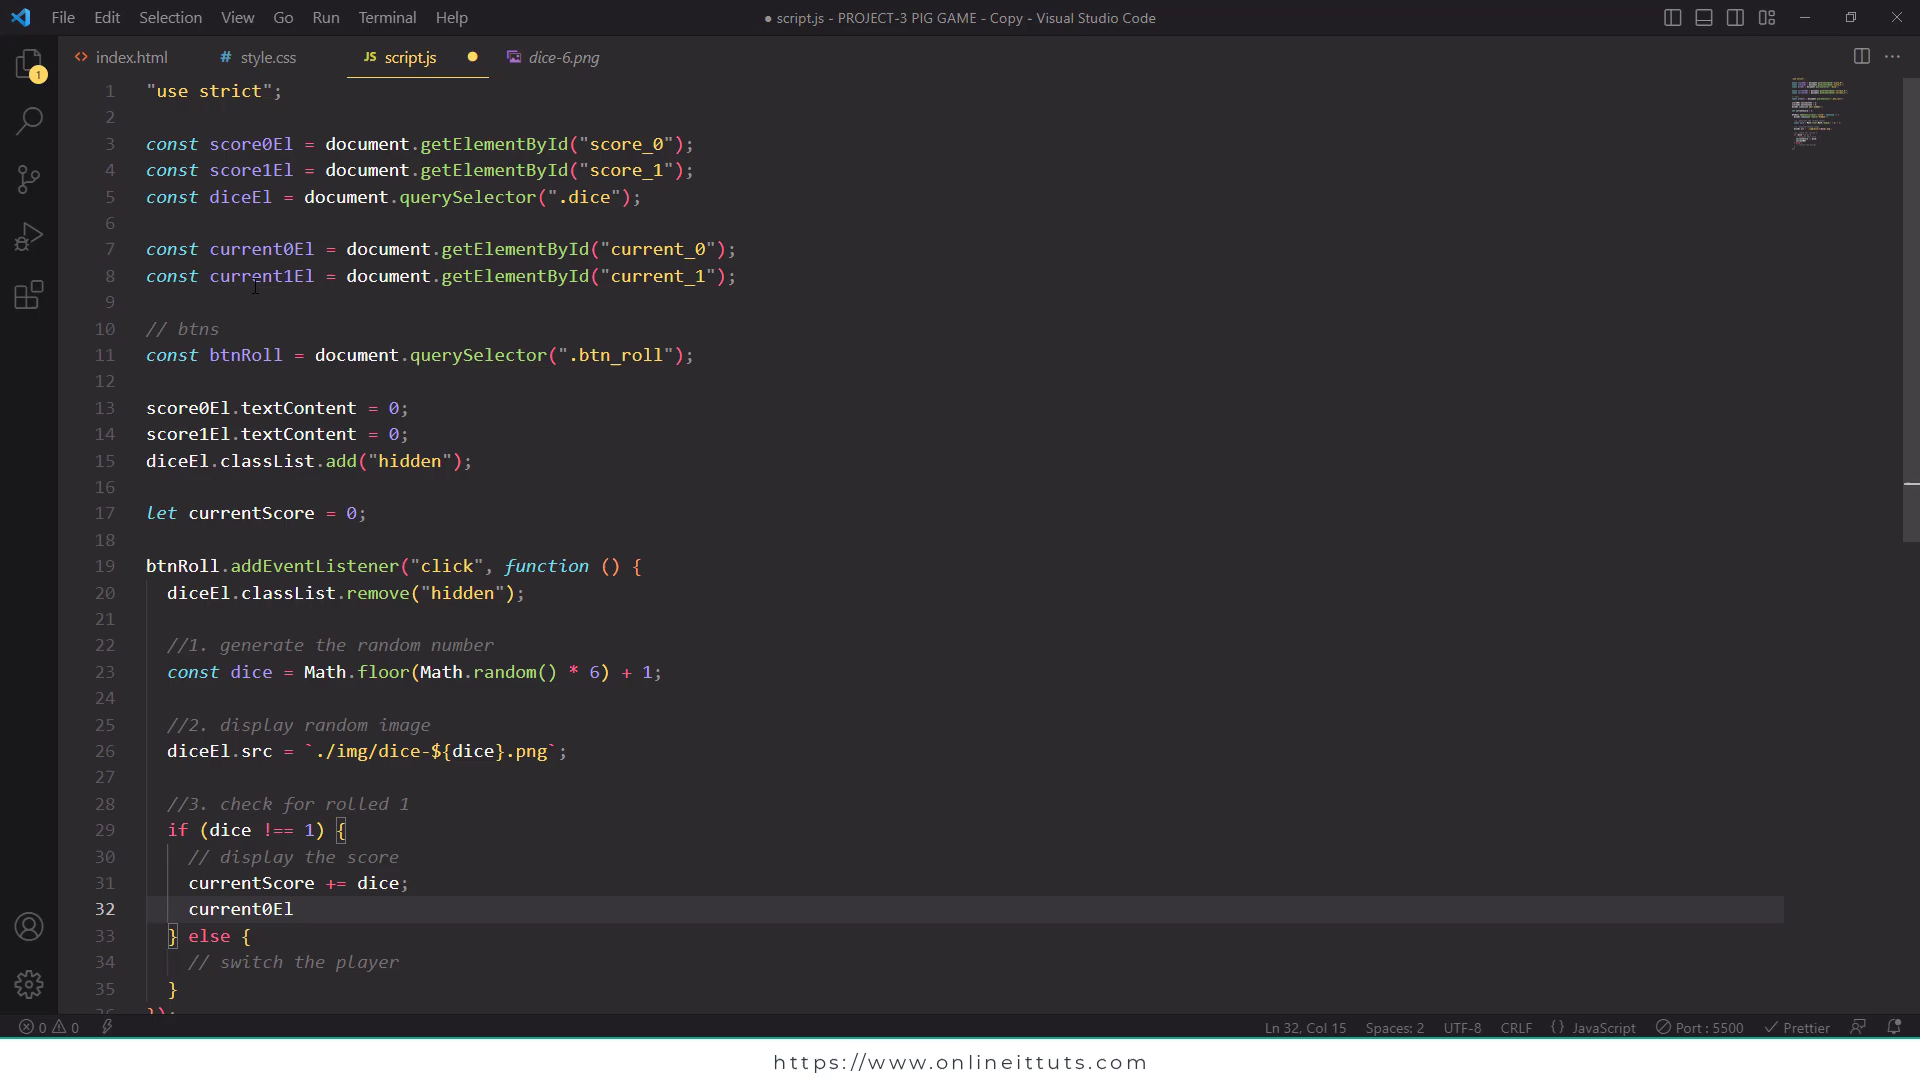 File Edit Selection View Go Run Terminal Help
● script.js - PROJECT-3 PIG GAME - Copy - Visual Studio Code
1
<> index.html
# style.css
JS script.js
dice-6.png
1 "use strict";
2
3 const score0El = document.getElementById("score_0");
4 const score1El = document.getElementById("score_1");
5 const diceEl = document.querySelector(".dice");
6
7 const current0El = document.getElementById("current_0");
8 const current1El = document.getElementById("current_1");
9
10 // btns
11 const btnRoll = document.querySelector(".btn_roll");
12
13 score0El.textContent = 0;
14 score1El.textContent = 0;
15 diceEl.classList.add("hidden");
16
17 let currentScore = 0;
18
19 btnRoll.addEventListener("click", function () {
20 diceEl.classList.remove("hidden");
21
22 //1. generate the random number
23 const dice = Math.floor(Math.random() * 6) + 1;
24
25 //2. display random image
26 diceEl.src = `./img/dice-${dice}.png`;
27
28 //3. check for rolled 1
29 if (dice !== 1) {
30 // display the score
31 currentScore += dice;
32 current0El
33 } else {
34 // switch the player
35 }
36 });
0 0
Ln 32, Col 15 Spaces: 2 UTF-8 CRLF {} JavaScript Port : 5500 Prettier
https://www.onlineittuts.com